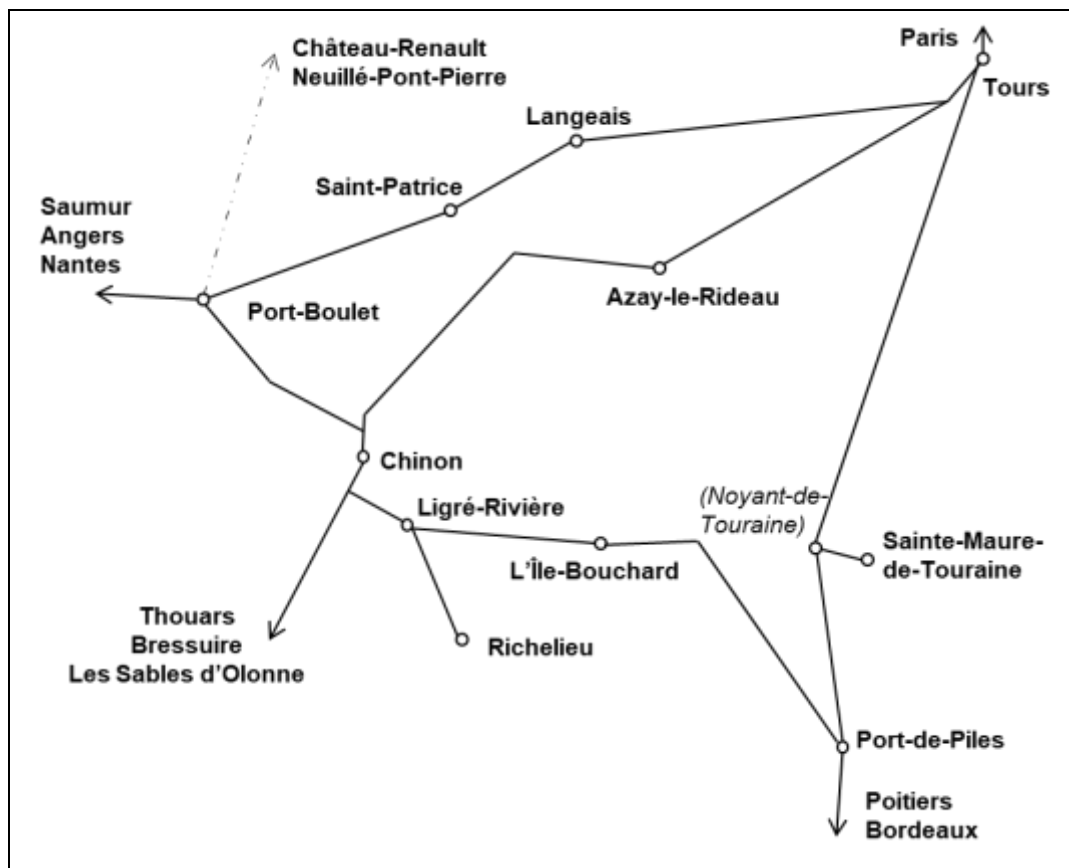 Château-Renault
Neuillé-Pont-Pierre
Paris
Tours
Langeais
Saint-Patrice
Saumur
Angers
Nantes
Azay-le-Rideau
Port-Boulet
Chinon
Ligré-Rivière
(Noyant-de-
Touraine)
Sainte-Maure-
de-Touraine
L'Île-Bouchard
Thouars
Bressuire
Les Sables d'Olonne
Richelieu
Port-de-Piles
Poitiers
Bordeaux